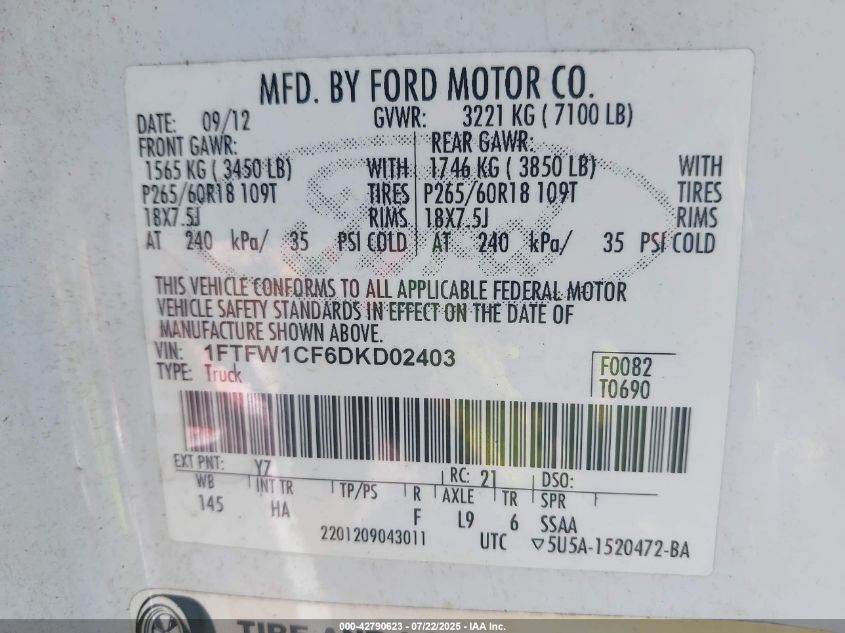 MFD. BY FORD MOTOR CO.
DATE: 09/12 GVWR: 3221 KG ( 7100 LB)
FRONT GAWR: REAR GAWR:
1565 KG ( 3450 LB) WITH 1746 KG ( 3850 LB) WITH
P265/60R18 109T TIRES P265/60R18 109T TIRES
18X7.5J RIMS 18X7.5J RIMS
AT 240 kPa/ 35 PSI COLD AT 240 kPa/ 35 PSI COLD
THIS VEHICLE CONFORMS TO ALL APPLICABLE FEDERAL MOTOR
VEHICLE SAFETY STANDARDS IN EFFECT ON THE DATE OF
MANUFACTURE SHOWN ABOVE.
VIN: 1FTFW1CF6DKD02403
TYPE: Truck
F0082
T0690
EXT PNT: YZ RC: 21 DSO:
WB INT TR TP/PS R AXLE TR SPR
145 HA F L9 6 SSAA
2201209043011 UTC ▽5U5A-1520472-BA
TIRE
000-42790623 - 07/22/2025 - IAA Inc.